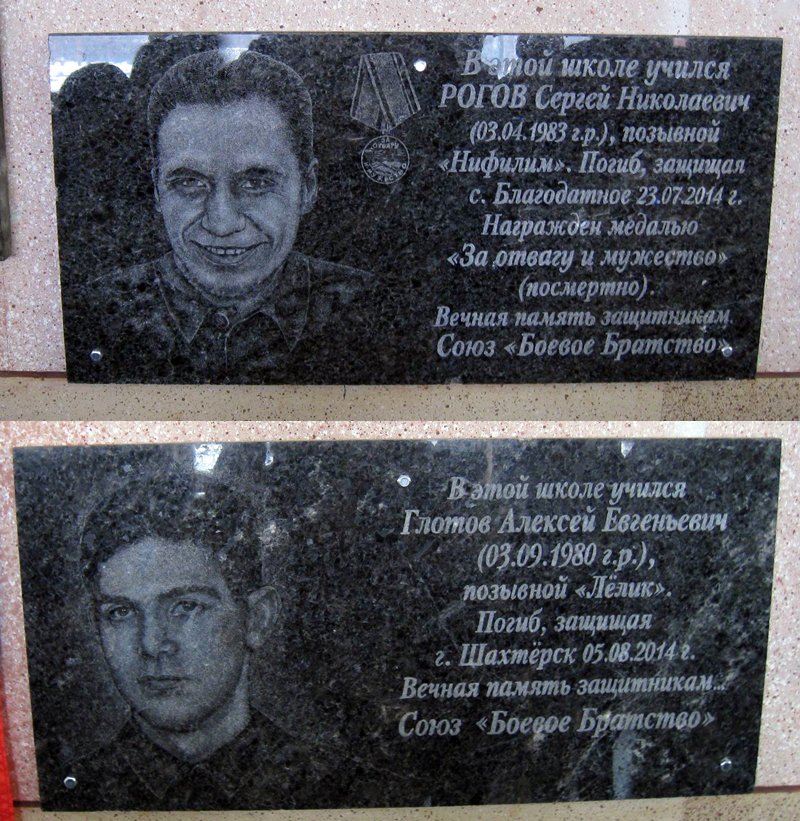 В этой школе учился
РОГОВ Сергей Николаевич
(03.04.1983 г.р.), позывной
«Нифилим». Погиб, защищая
с. Благодатное 23.07.2014 г.
Награжден медалью
«За отвагу и мужество»
(посмертно).
Вечная память защитникам
Союз «Боевое Братство»
В этой школе учился
Глотов Алексей Евгеньевич
(03.09.1980 г.р.),
позывной «Лёлик».
Погиб, защищая
г. Шахтёрск 05.08.2014 г.
Вечная память защитникам...
Союз «Боевое Братство»